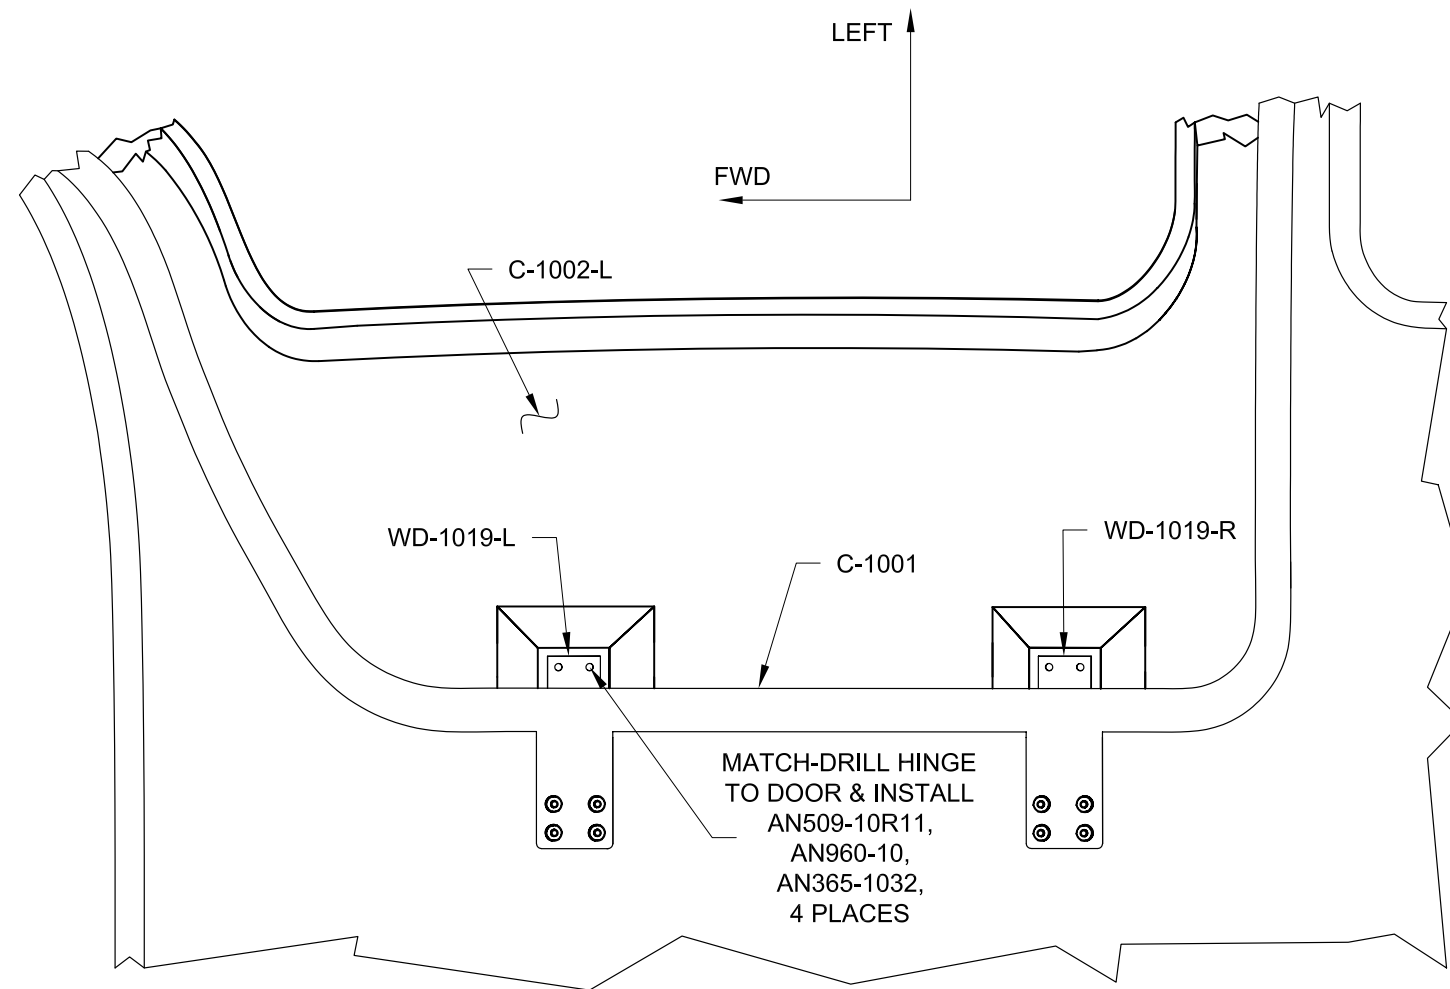 LEFT
FWD
C-1002-L
WD-1019-L
C-1001
WD-1019-R
MATCH-DRILL HINGE
TO DOOR & INSTALL
AN509-10R11,
AN960-10,
AN365-1032,
4 PLACES